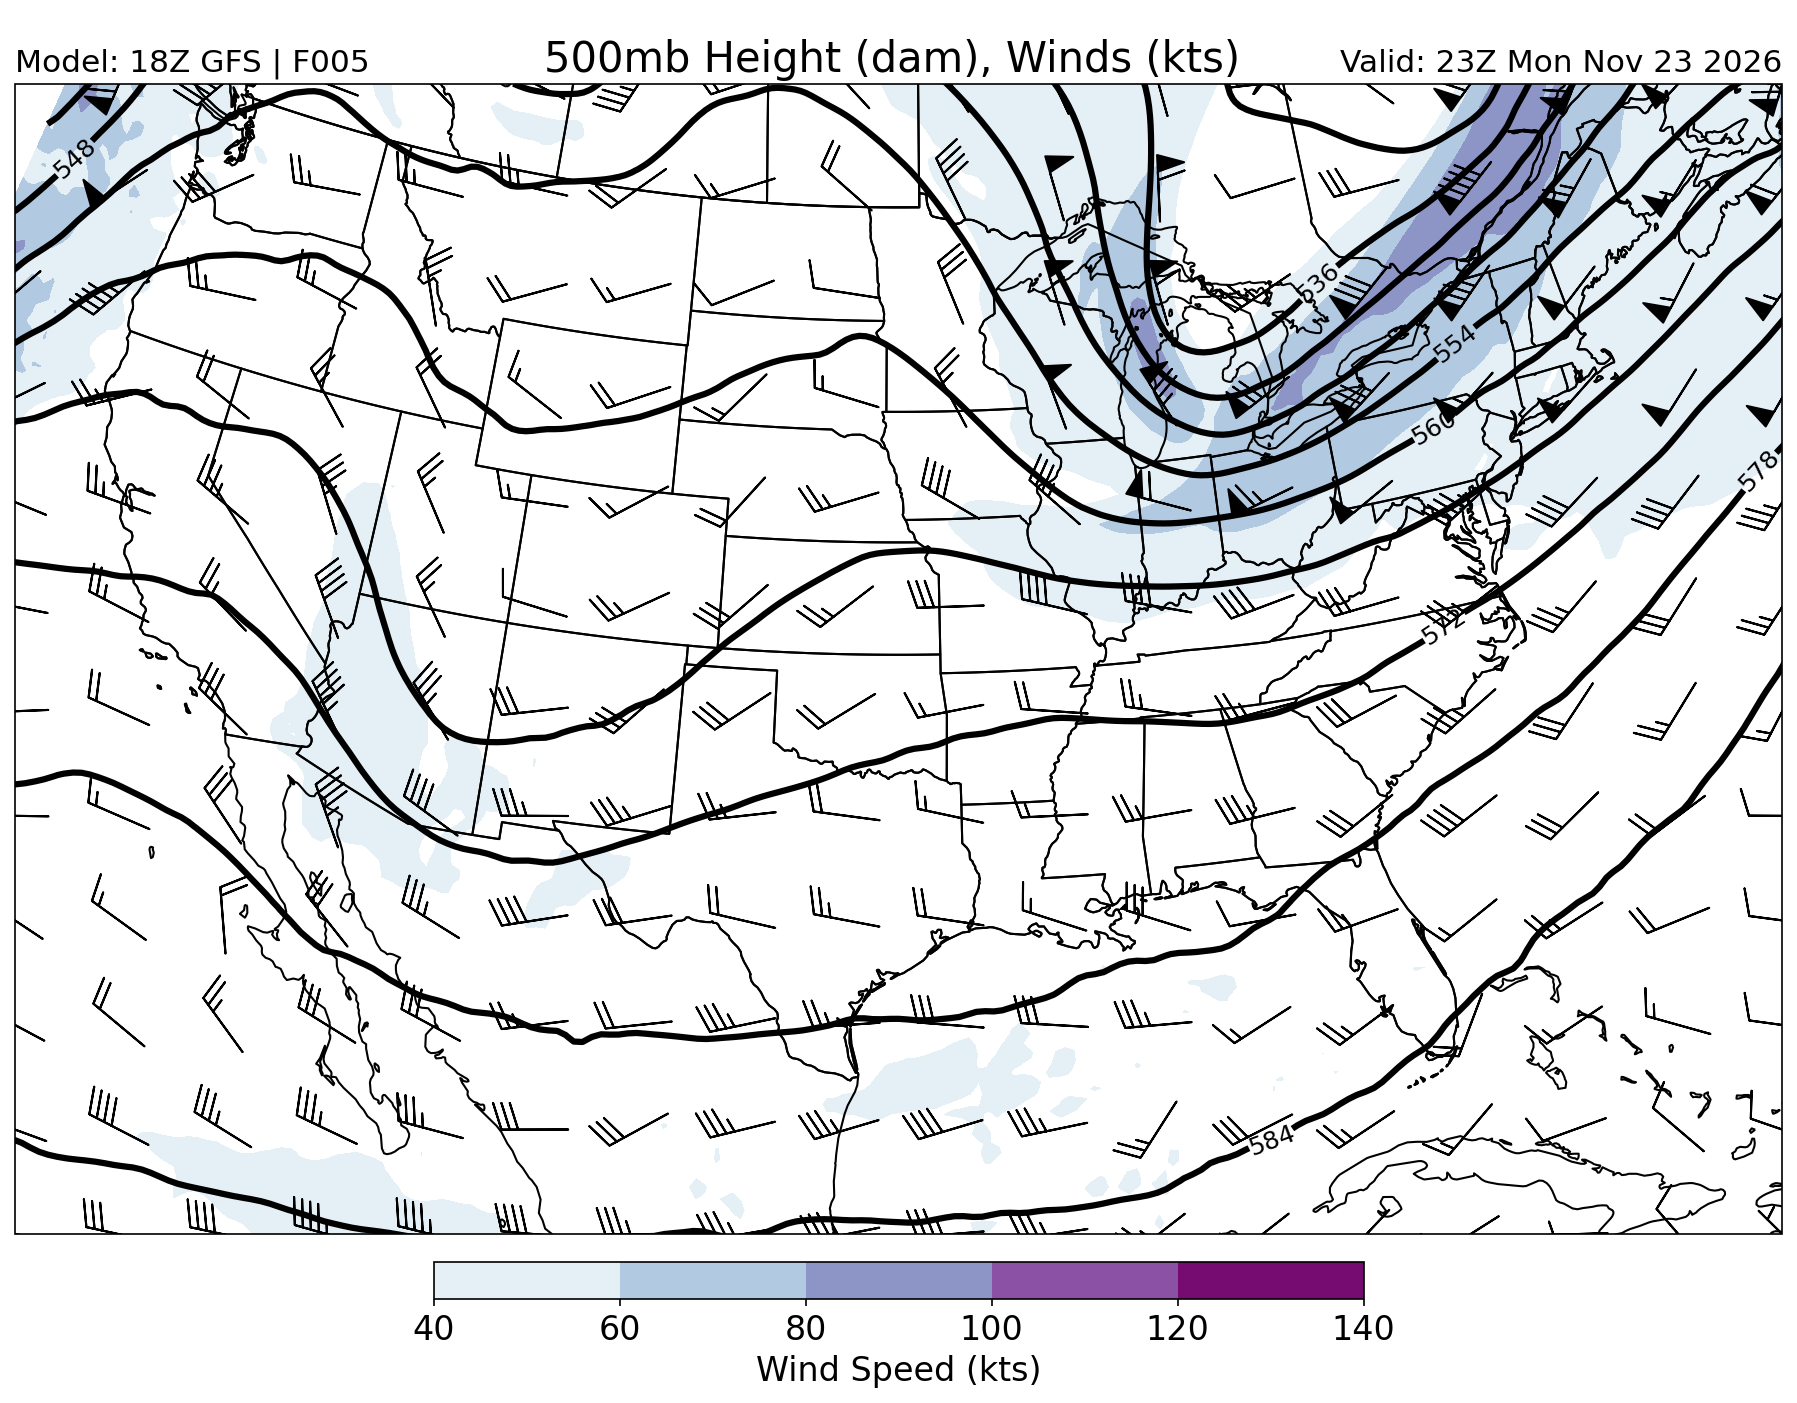 Model: 18Z GFS | F005
500mb Height (dam), Winds (kts)
Valid: 23Z Mon Nov 23 2026
548
536
554
560
578
572
584
40 60 80 100 120 140
Wind Speed (kts)